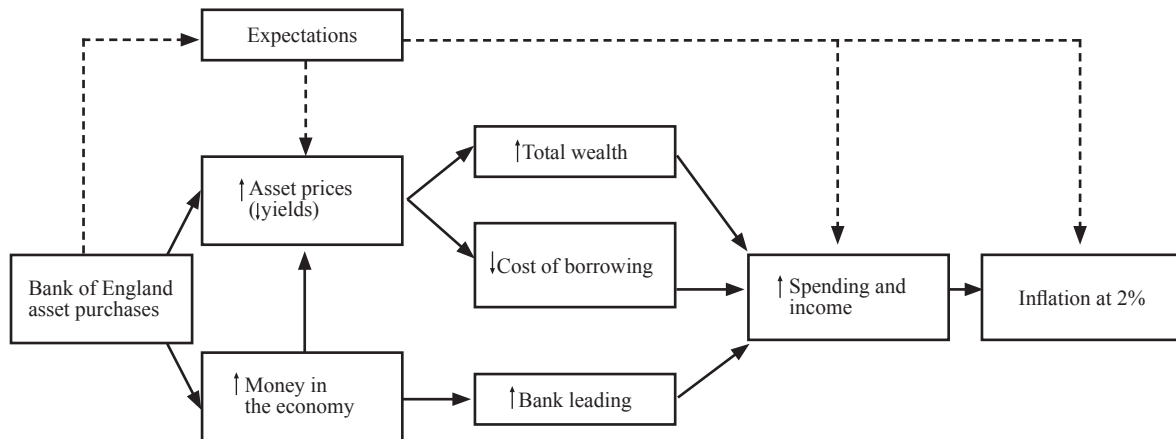 Expectations
↑Total wealth
↑Asset prices
(↓yields)
↓Cost of borrowing
Bank of England
asset purchases
↑Spending and
income
Inflation at 2%
↑Money in
the economy
↑Bank leading